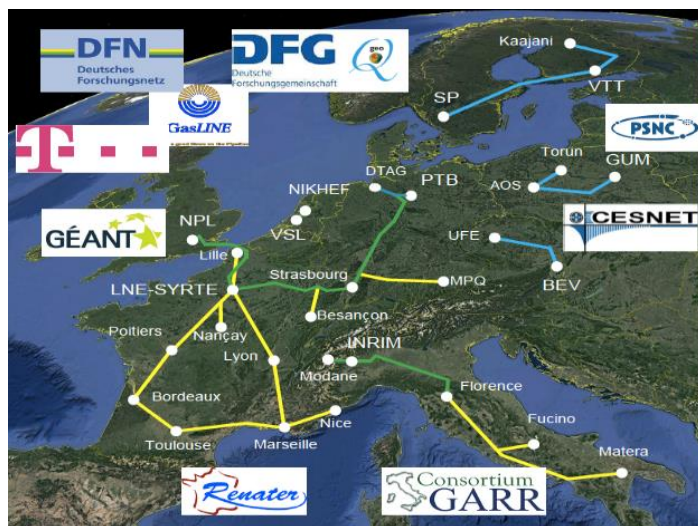 DFN
Deutsches
Forschungsnetz
DFG
Deutsche
Forschungsgemeinschaft
geo
Q
GasLINE
T
GÉANT
Kaajani
VTT
SP
PSNC
Torun
GUM
AOS
DTAG
PTB
NIKHEF
VSL
NPL
CESNET
UFE
BEV
Lille
LNE-SYRTE
Strasbourg
MPQ
Besançon
Nançay
Poitiers
Lyon
INRIM
Modane
Bordeaux
Florence
Nice
Fucino
Toulouse
Marseille
Matera
Renater
Consortium
GARR